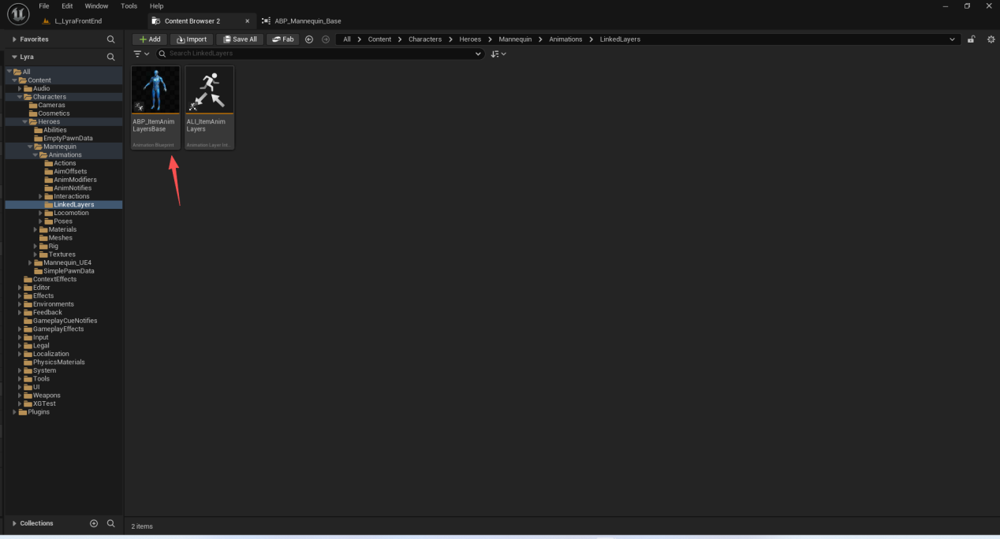 File Edit Window Tools Help
L_LyraFrontEnd
Content Browser 2
ABP_Mannequin_Base
Favorites
Add Import Save All Fab All Content Characters Heroes Mannequin Animations LinkedLayers
Lyra
Search LinkedLayers
All
Content
Audio
Characters
Cameras
Cosmetics
Heroes
Abilities
EmptyPawnData
Mannequin
Animations
Actions
AimOffsets
AnimModifiers
AnimNotifies
Interactions
LinkedLayers
Locomotion
Poses
Materials
Meshes
Rig
Textures
Mannequin_UE4
SimplePawnData
ContextEffects
Editor
Effects
Environments
Feedback
GameplayCueNotifies
GameplayEffects
Input
Legal
Localization
PhysicsMaterials
System
Tools
UI
Weapons
XGTest
Plugins
Collections
ABP_ItemAnim
LayersBase
Animation Blueprint
ALI_ItemAnim
Layers
Animation Layer Int...
2 items